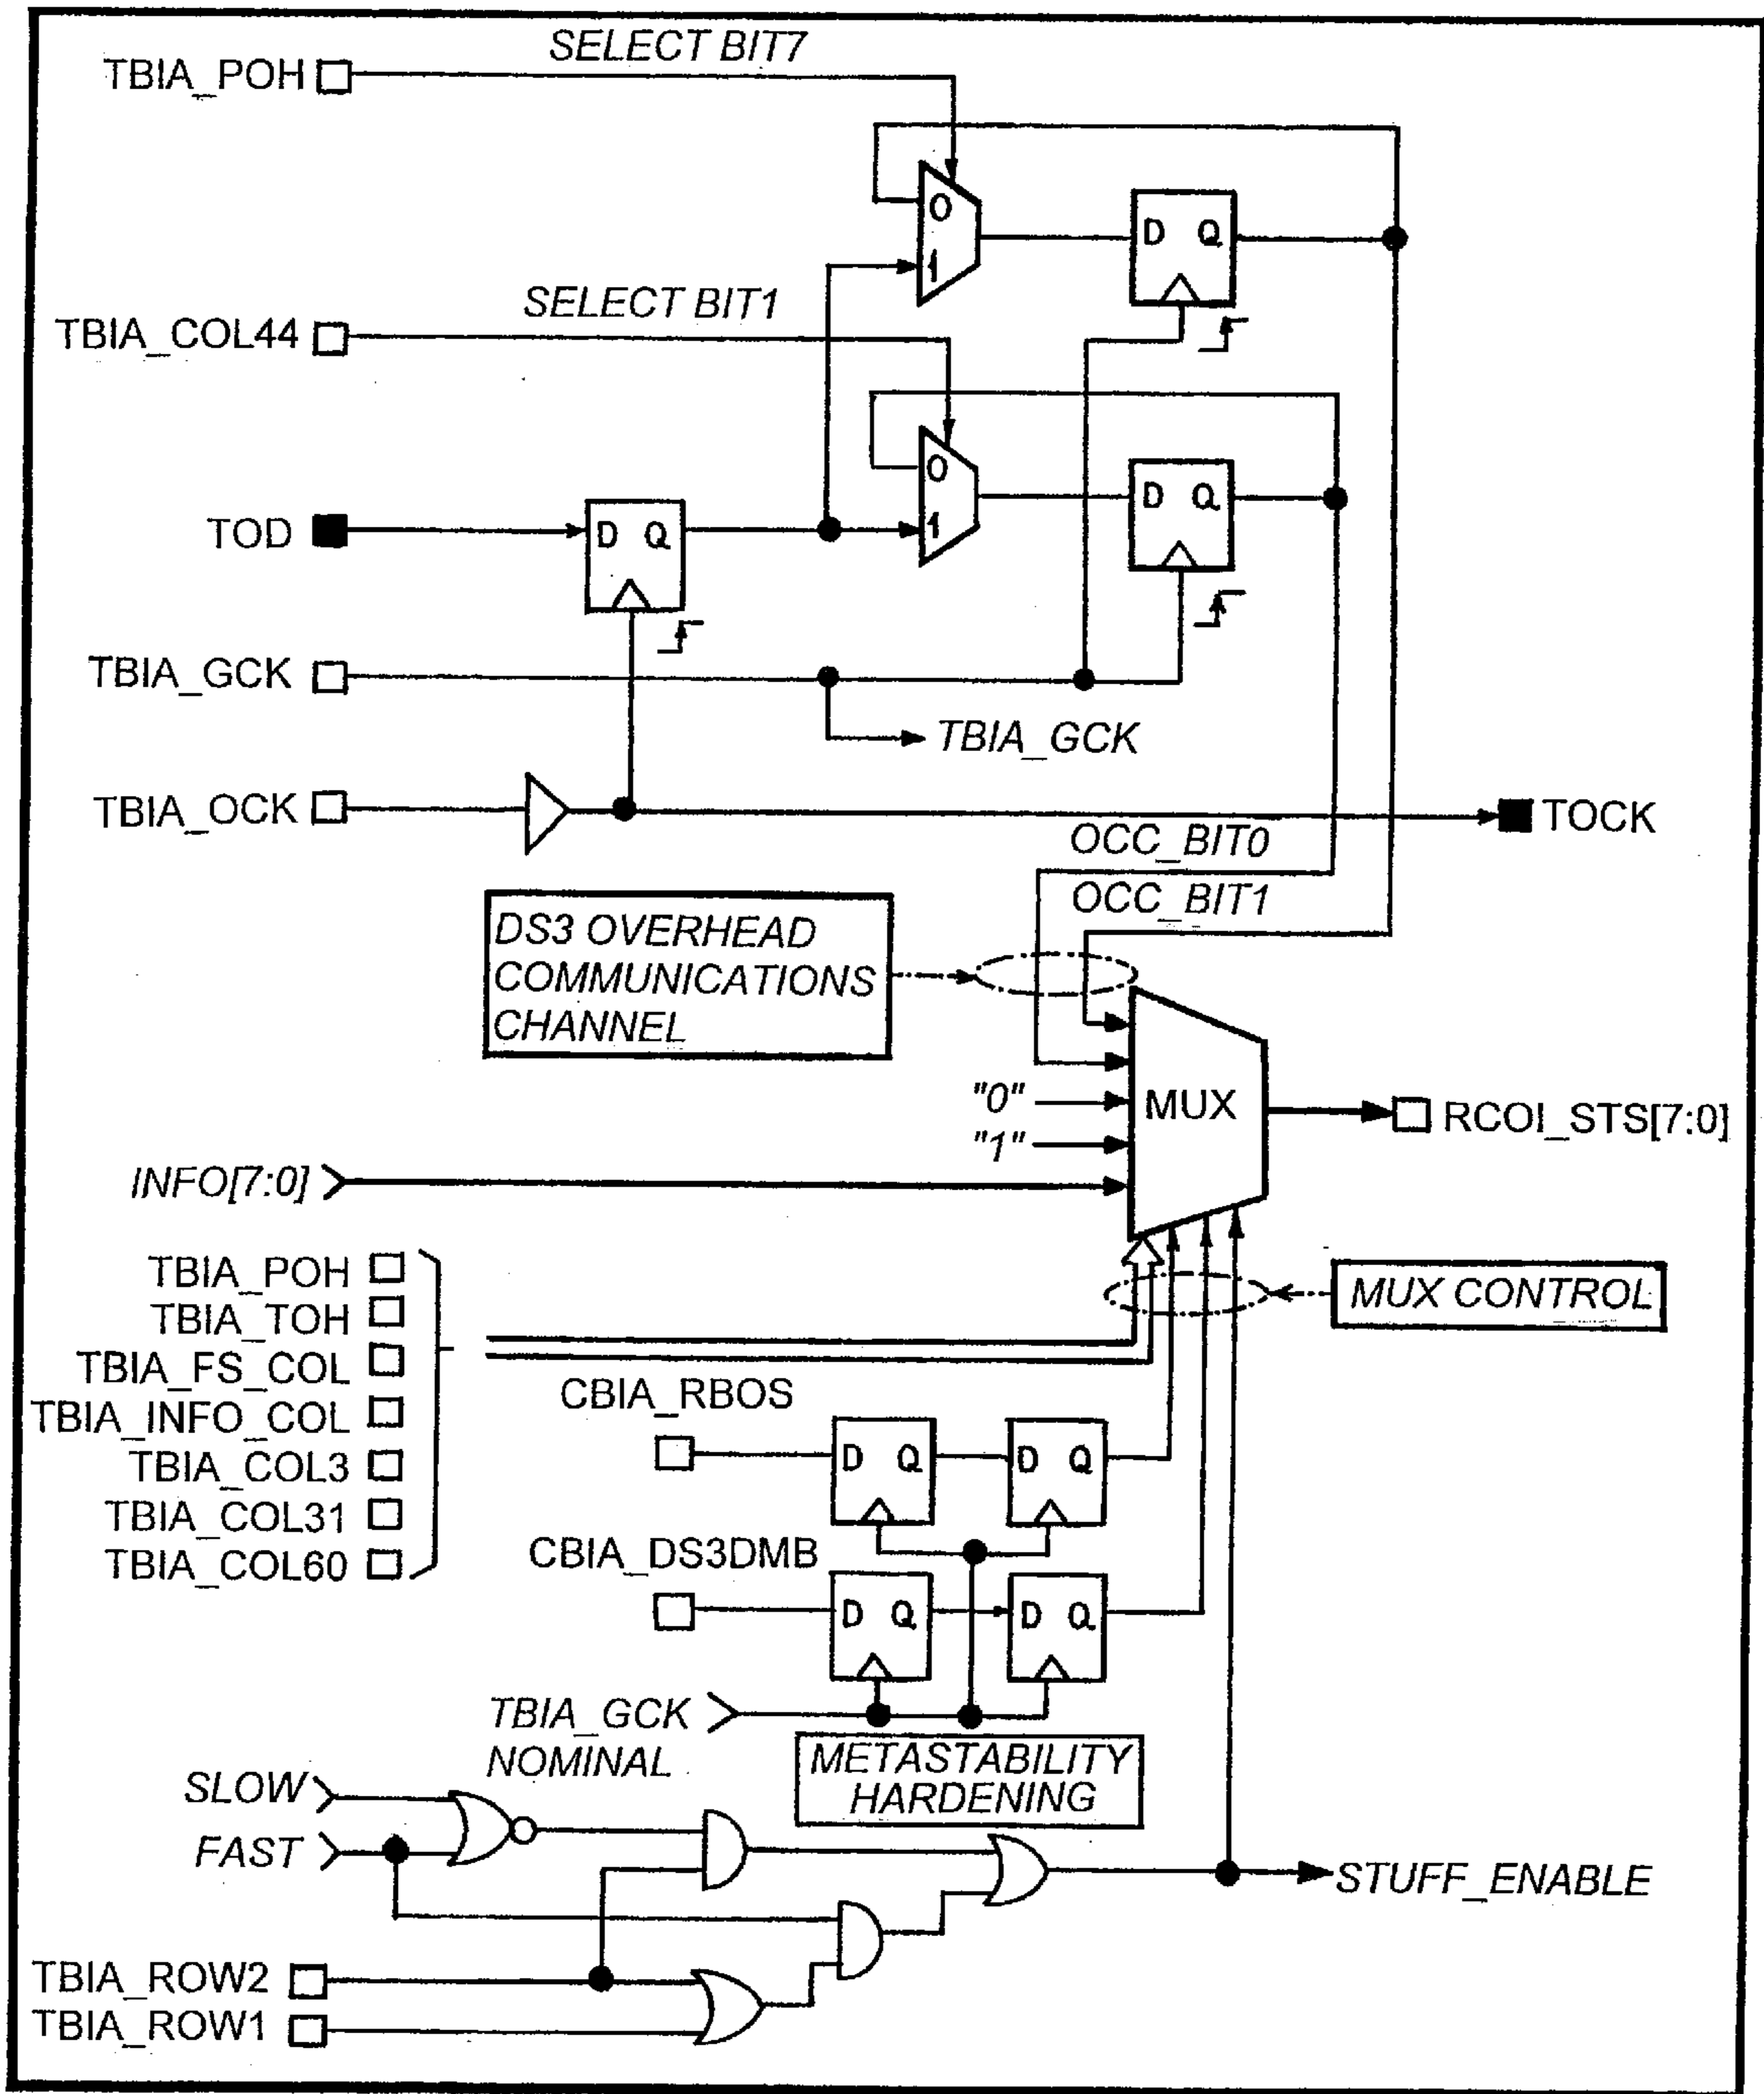 SELECT BIT7
TBIA_POH
0
1
D Q
SELECT BIT1
TBIA_COL44
0
1
D Q
TOD
D Q
TBIA_GCK
TBIA_GCK
TBIA_OCK
TOCK
OCC_BIT0
OCC_BIT1
DS3 OVERHEAD
COMMUNICATIONS
CHANNEL
"0"
MUX
RCOI_STS[7:0]
"1"
INFO[7:0]
TBIA_POH
TBIA_TOH
TBIA_FS_COL
TBIA_INFO_COL
TBIA_COL3
TBIA_COL31
TBIA_COL60
MUX CONTROL
CBIA_RBOS
D Q
D Q
CBIA_DS3DMB
D Q
D Q
TBIA_GCK
NOMINAL
METASTABILITY
HARDENING
SLOW
FAST
STUFF_ENABLE
TBIA_ROW2
TBIA_ROW1